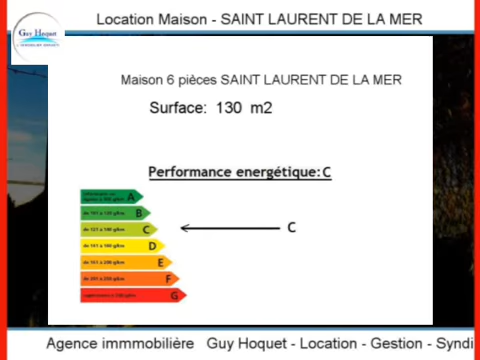 Location Maison - SAINT LAURENT DE LA MER
Guy Hoquet
Maison 6 pièces SAINT LAURENT DE LA MER
Surface: 130 m2
Performance energétique:C
A
B
C
C
D
E
F
G
Agence immmobilière Guy Hoquet - Location - Gestion - Syndi